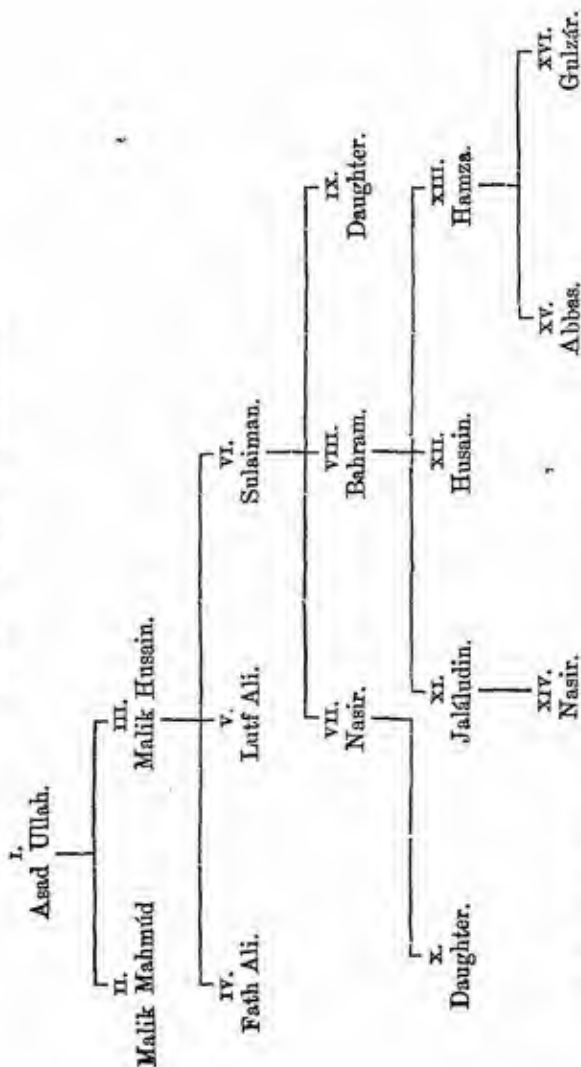 I.
Asad Ullah.
II. III.
Malik Mahmúd Malik Husain.
IV. V. VI.
Fath Ali. Lutf Ali. Sulaiman.
VII. VIII. IX.
Nasir. Bahram. Daughter.
X. XI. XII. XIII.
Daughter. Jaláludin. Husain. Hamza.
XIV. XV. XVI.
Nasir. Abbas. Gulzár.